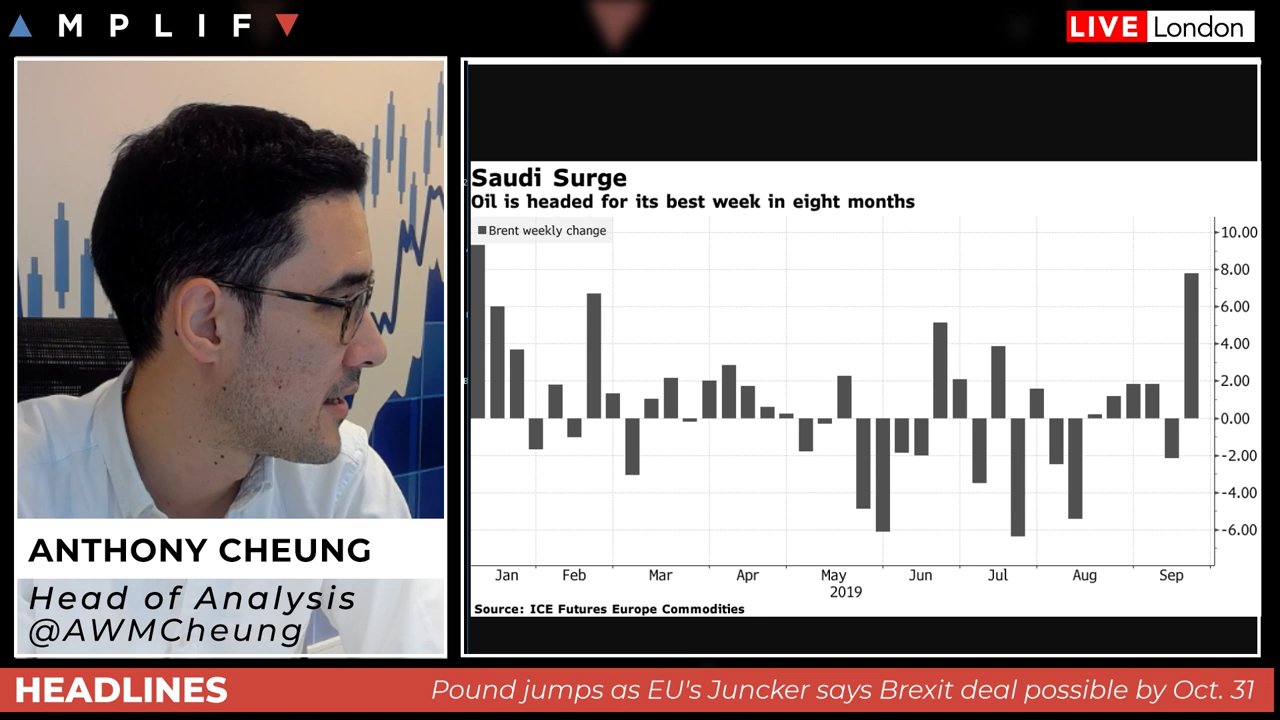 AMPLIFY
LIVE London
Saudi Surge
Oil is headed for its best week in eight months
Brent weekly change
10.00
8.00
6.00
4.00
2.00
0.00
-2.00
-4.00
-6.00
Jan Feb Mar Apr May Jun Jul Aug Sep
2019
Source: ICE Futures Europe Commodities
ANTHONY CHEUNG
Head of Analysis
@AWMCheung
HEADLINES Pound jumps as EU's Juncker says Brexit deal possible by Oct. 31